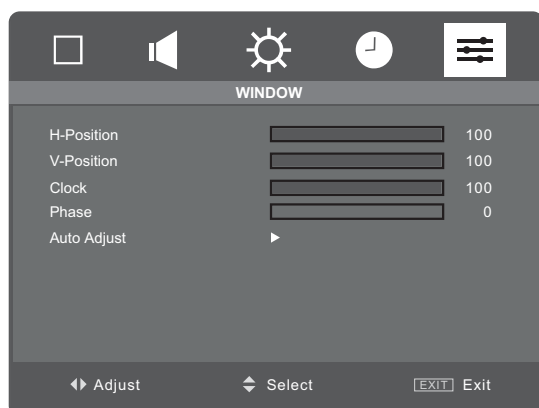 WINDOW
H-Position 100
V-Position 100
Clock 100
Phase 0
Auto Adjust
Adjust Select EXIT Exit